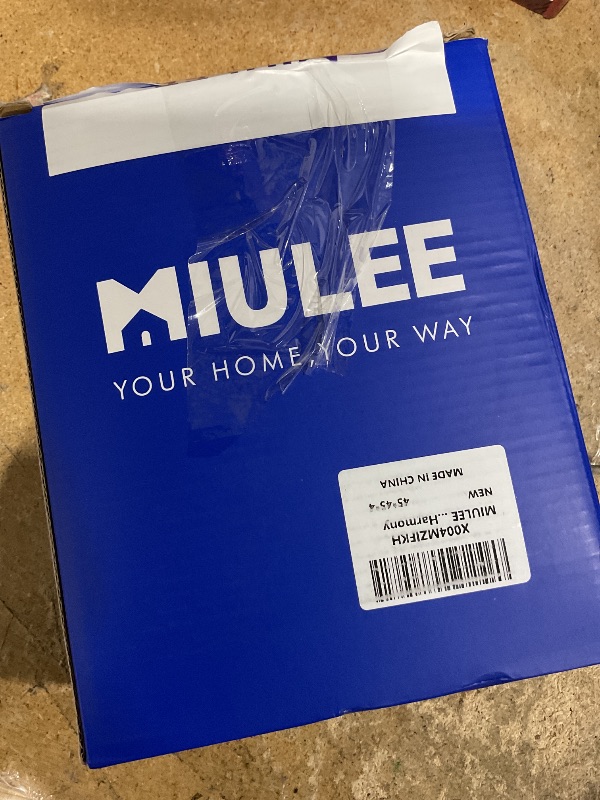 MIULEE
YOUR HOME, YOUR WAY
X004MZIFKH
MIULEE ... Harmony
NEW 45*45*4
MADE IN CHINA